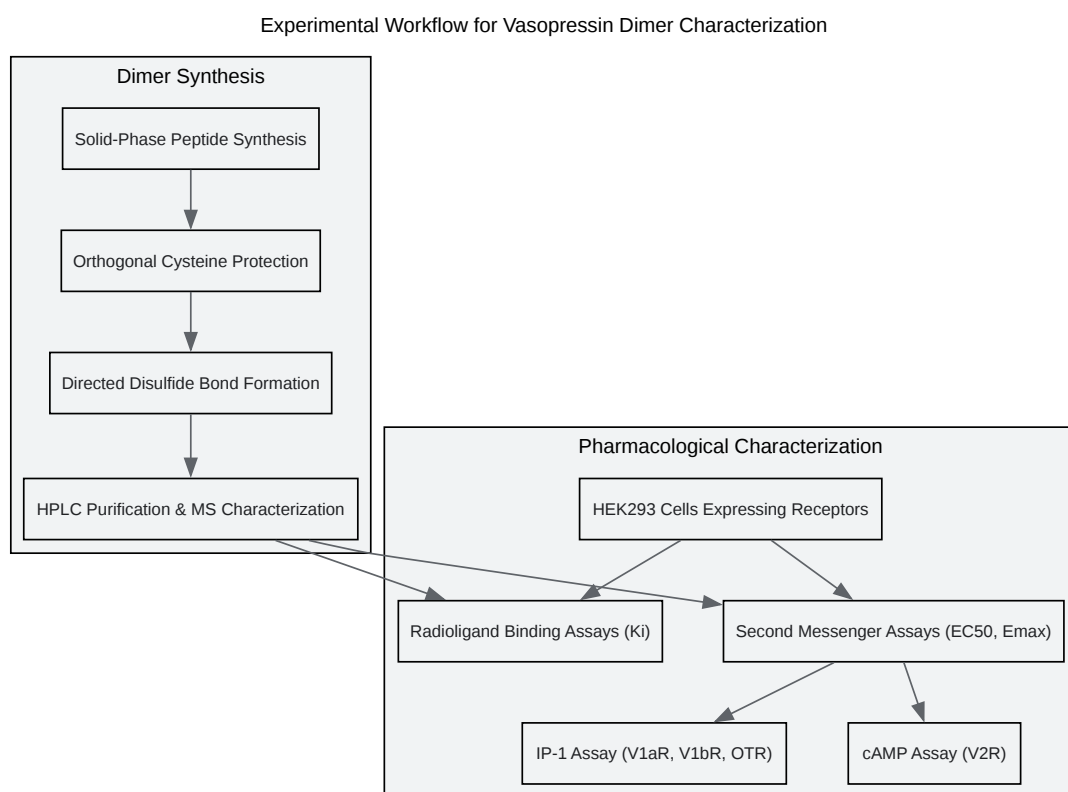 Experimental Workflow for Vasopressin Dimer Characterization
Dimer Synthesis
Solid-Phase Peptide Synthesis
Orthogonal Cysteine Protection
Directed Disulfide Bond Formation
HPLC Purification & MS Characterization
Pharmacological Characterization
HEK293 Cells Expressing Receptors
Radioligand Binding Assays (Ki)
Second Messenger Assays (EC50, Emax)
IP-1 Assay (V1aR, V1bR, OTR)
cAMP Assay (V2R)